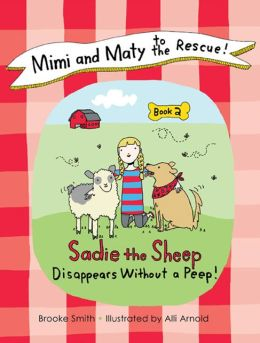 Mimi and Maty to the Rescue!
Book 2
Sadie the Sheep
Disappears Without a Peep!
Brooke Smith • Illustrated by Alli Arnold